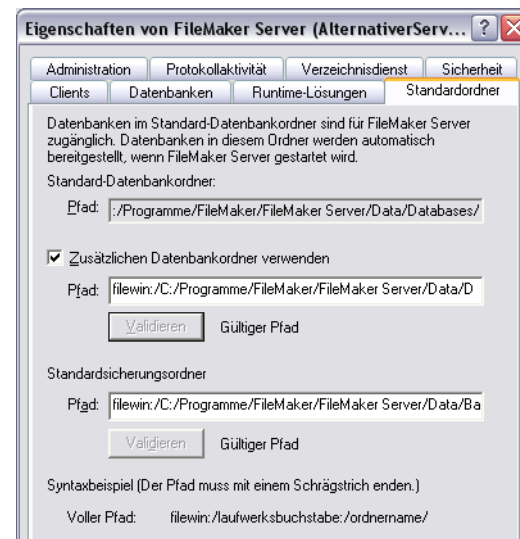 Eigenschaften von FileMaker Server (AlternativerServ...
Administration Protokollaktivität Verzeichnisdienst Sicherheit
Clients Datenbanken Runtime-Lösungen Standardordner
Datenbanken im Standard-Datenbankordner sind für FileMaker Server
zugänglich. Datenbanken in diesem Ordner werden automatisch
bereitgestellt, wenn FileMaker Server gestartet wird.
Standard-Datenbankordner:
Pfad: :/Programme/FileMaker/FileMaker Server/Data/Databases/
Zusätzlichen Datenbankordner verwenden
Pfad: filewin:/C:/Programme/FileMaker/FileMaker Server/Data/D
Validieren Gültiger Pfad
Standardsicherungsordner
Pfad: filewin:/C:/Programme/FileMaker/FileMaker Server/Data/Ba
Validieren Gültiger Pfad
Syntaxbeispiel (Der Pfad muss mit einem Schrägstrich enden.)
Voller Pfad: filewin:/laufwerksbuchstabe:/ordnername/